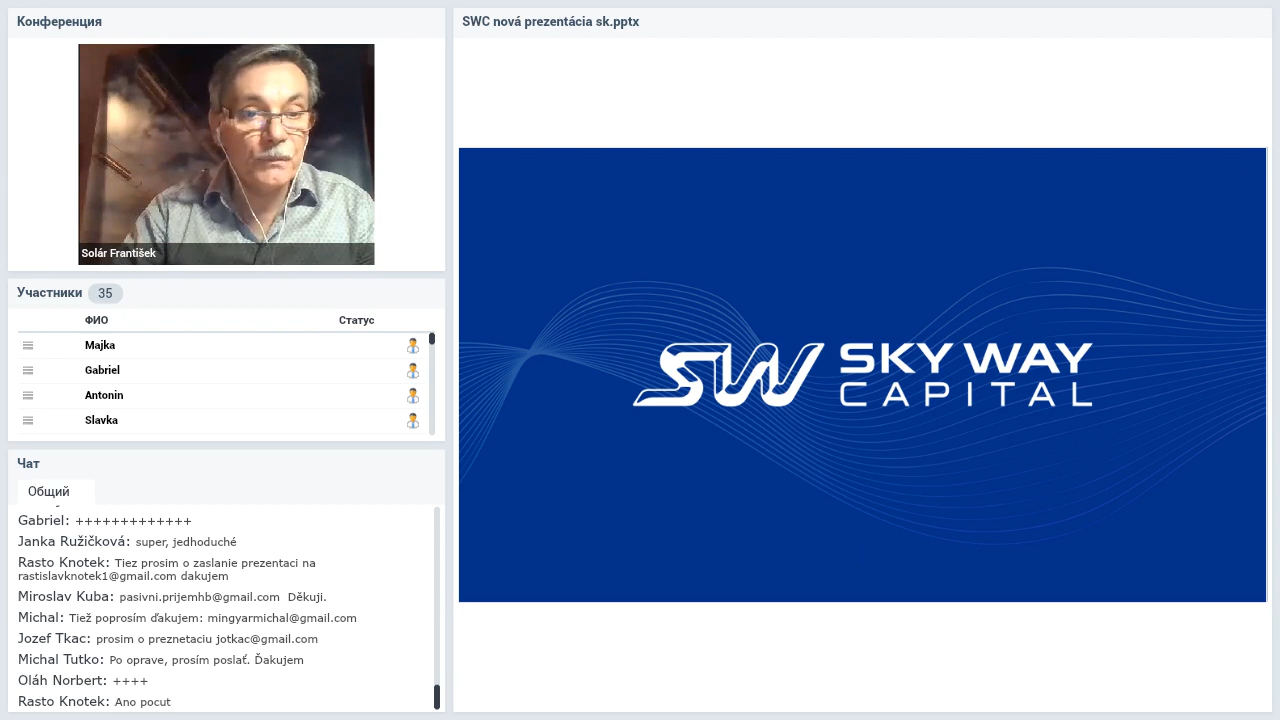 Конференция
Solár František
Участники 35
ФИО Статус
Majka
Gabriel
Antonin
Slavka
Чат
Общий
Gabriel: +++++++++++++
Janka Ružičková: super, jedhoduché
Rasto Knotek: Tiez prosim o zaslanie prezentaci na
rastislavknotek1@gmail.com dakujem
Miroslav Kuba: pasivni.prijemhb@gmail.com Děkuji.
Michal: Tiež poprosím ďakujem: mingyarmichal@gmail.com
Jozef Tkac: prosim o preznetaciu jotkac@gmail.com
Michal Tutko: Po oprave, prosím poslať. Ďakujem
Oláh Norbert: ++++
Rasto Knotek: Ano pocut
SWC nová prezentácia sk.pptx
SW SKY WAY
CAPITAL